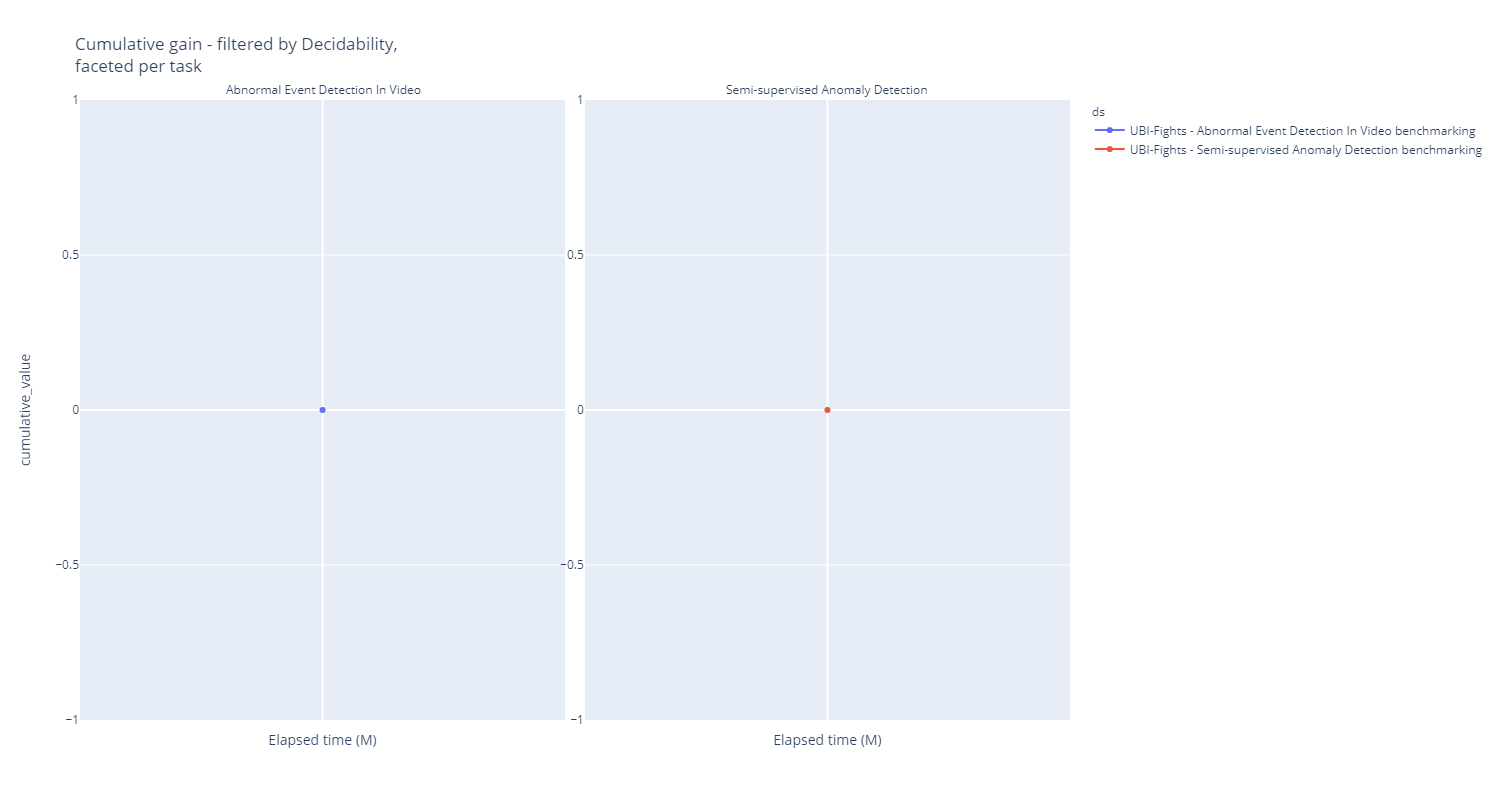 Cumulative gain - filtered by Decidability,
faceted per task
Abnormal Event Detection In Video
Semi-supervised Anomaly Detection
1
0.5
0
−0.5
−1
1
0.5
0
−0.5
−1
cumulative_value
Elapsed time (M)
Elapsed time (M)
ds
UBI-Fights - Abnormal Event Detection In Video benchmarking
UBI-Fights - Semi-supervised Anomaly Detection benchmarking